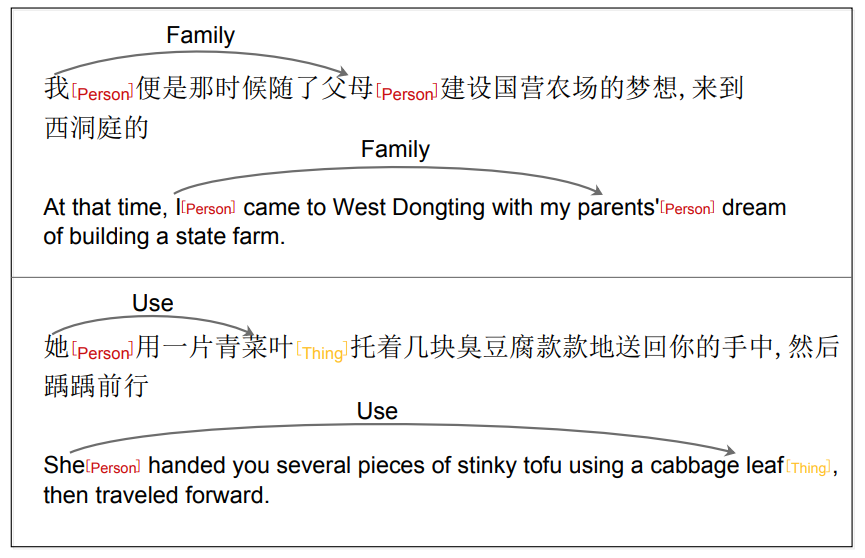 Family
我[Person]便是那时候随了父母[Person]建设国营农场的梦想, 来到
西洞庭的
Family
At that time, I[Person] came to West Dongting with my parents'[Person] dream
of building a state farm.
Use
她[Person]用一片青菜叶[Thing]托着几块臭豆腐款款地送回你的手中, 然后
踽踽前行
Use
She[Person] handed you several pieces of stinky tofu using a cabbage leaf[Thing],
then traveled forward.